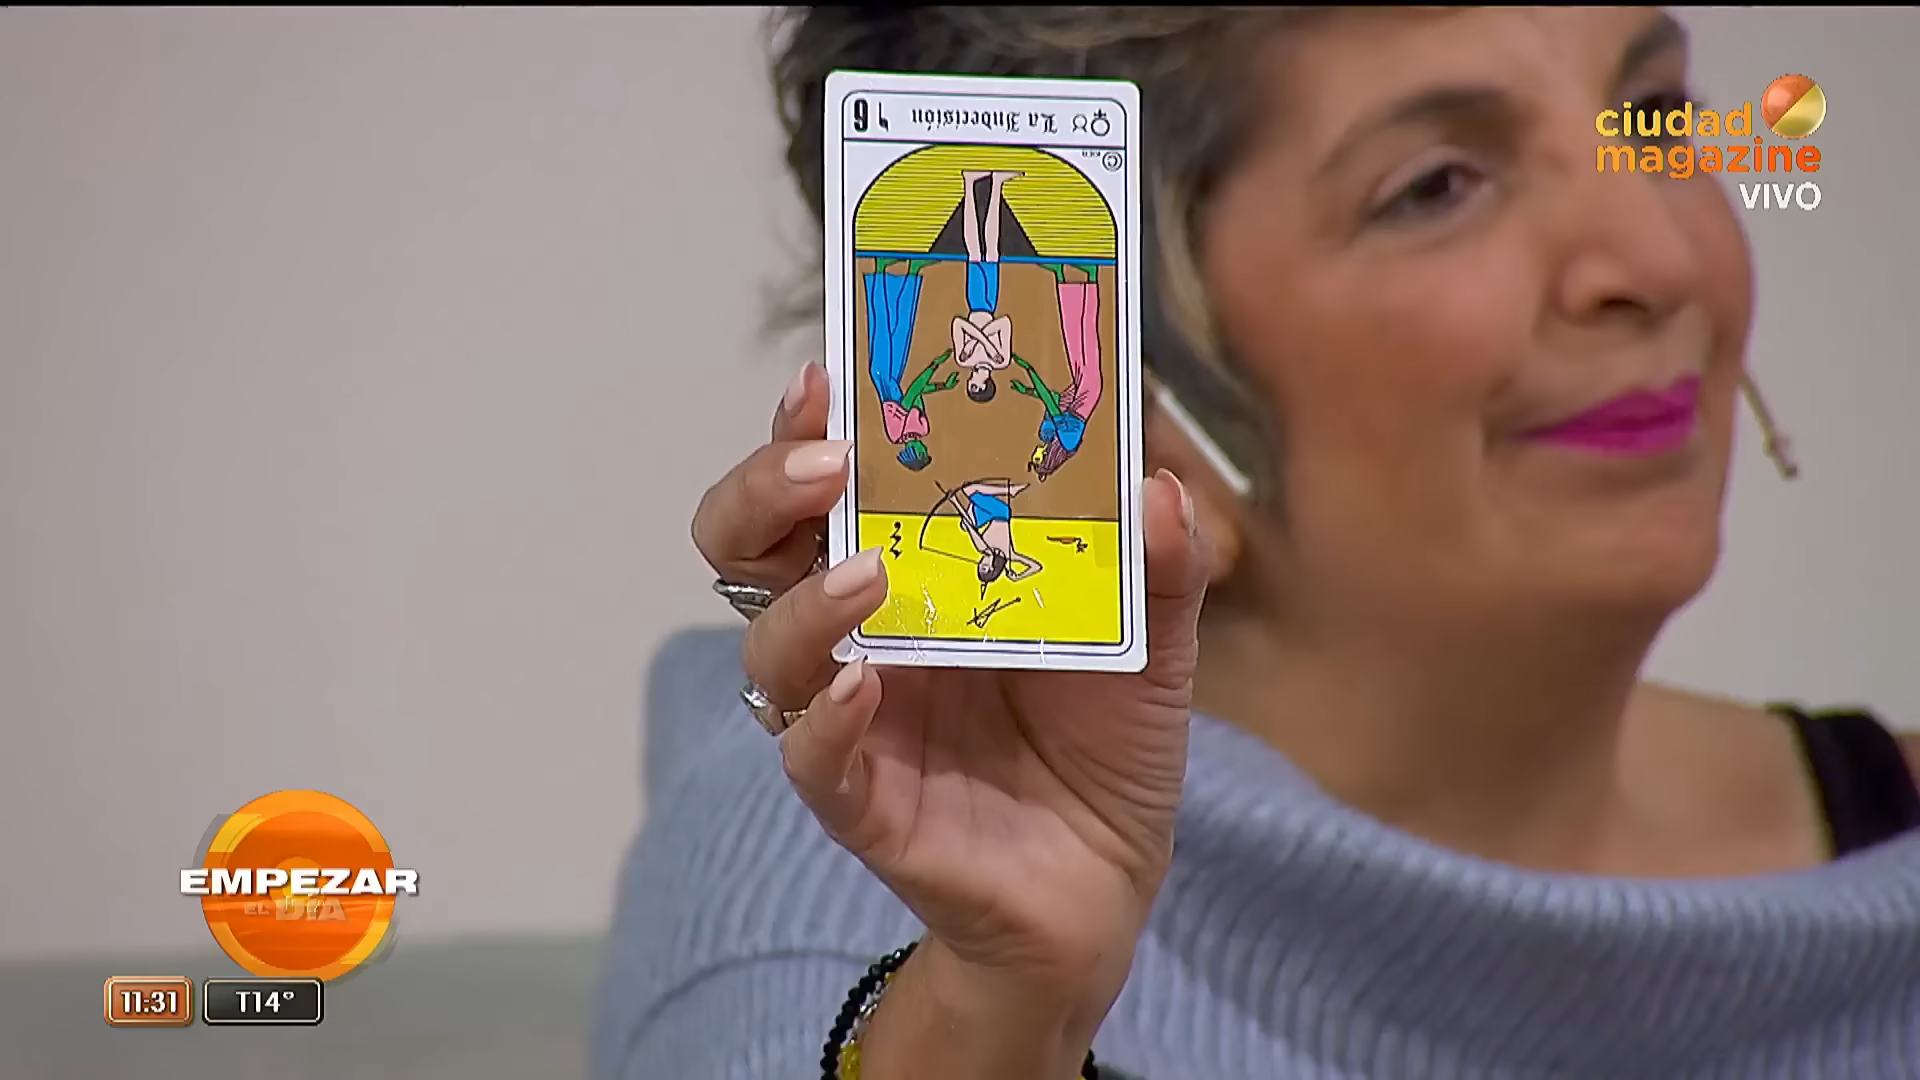 6
La Indecisión
ciudad
magazine
VIVO
EMPEZAR
EL DÍA
11:31
T14°